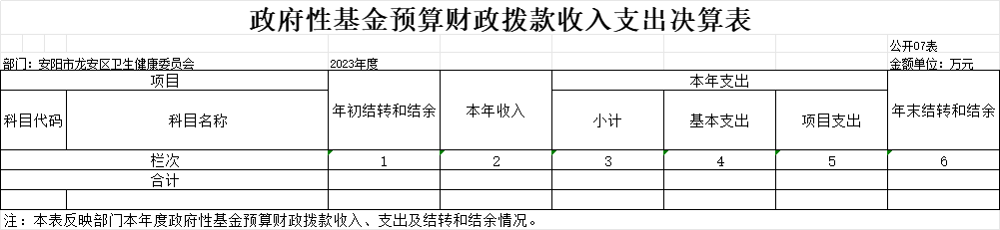 政府性基金预算财政拨款收入支出决算表
公开07表
部门：安阳市龙安区卫生健康委员会 2023年度 金额单位：万元
项目 年初结转和结余 本年收入 本年支出 年末结转和结余
科目代码 科目名称 小计 基本支出 项目支出
栏次 1 2 3 4 5 6
合计
注：本表反映部门本年度政府性基金预算财政拨款收入、支出及结转和结余情况。